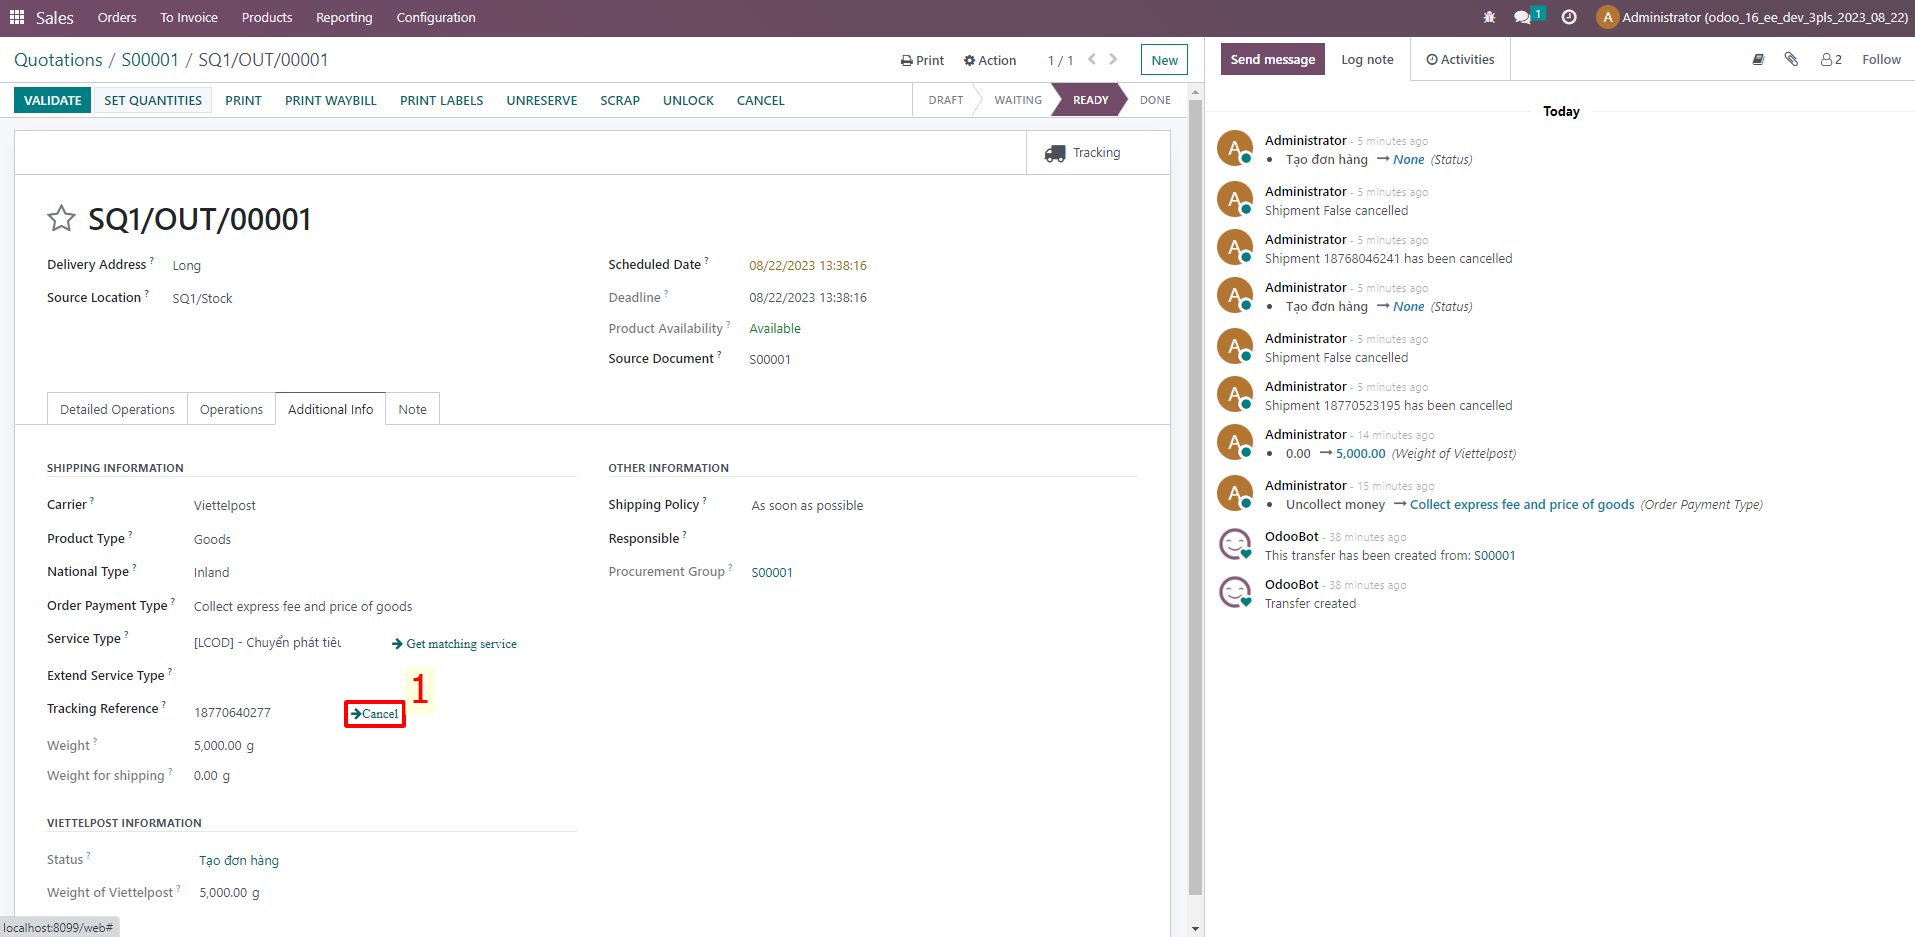 Sales Orders To Invoice Products Reporting Configuration
1 A Administrator (odoo_16_ee_dev_3pls_2023_08_22)
Quotations / S00001 / SQ1/OUT/00001
Print Action 1 / 1 New
VALIDATE SET QUANTITIES PRINT PRINT WAYBILL PRINT LABELS UNRESERVE SCRAP UNLOCK CANCEL
DRAFT WAITING READY DONE
Tracking
SQ1/OUT/00001
Delivery Address ? Long
Source Location ? SQ1/Stock
Scheduled Date ? 08/22/2023 13:38:16
Deadline ? 08/22/2023 13:38:16
Product Availability ? Available
Source Document ? S00001
Detailed Operations Operations Additional Info Note
SHIPPING INFORMATION
Carrier ? Viettelpost
Product Type ? Goods
National Type ? Inland
Order Payment Type ? Collect express fee and price of goods
Service Type ? [LCOD] - Chuyển phát tiêu Get matching service
Extend Service Type ?
1
Tracking Reference ? 18770640277 Cancel
Weight ? 5,000.00 g
Weight for shipping ? 0.00 g
OTHER INFORMATION
Shipping Policy ? As soon as possible
Responsible ?
Procurement Group ? S00001
VIETTELPOST INFORMATION
Status ? Tạo đơn hàng
Weight of Viettelpost ? 5,000.00 g
localhost:8099/web#
Send message Log note Activities 2 Follow
Today
A Administrator - 5 minutes ago
• Tạo đơn hàng → None (Status)
A Administrator - 5 minutes ago
Shipment False cancelled
A Administrator - 5 minutes ago
Shipment 18768046241 has been cancelled
A Administrator - 5 minutes ago
• Tạo đơn hàng → None (Status)
A Administrator - 5 minutes ago
Shipment False cancelled
A Administrator - 5 minutes ago
Shipment 18770523195 has been cancelled
A Administrator - 14 minutes ago
• 0.00 → 5,000.00 (Weight of Viettelpost)
A Administrator - 15 minutes ago
• Uncollect money → Collect express fee and price of goods (Order Payment Type)
OdooBot - 38 minutes ago
This transfer has been created from: S00001
OdooBot - 38 minutes ago
Transfer created